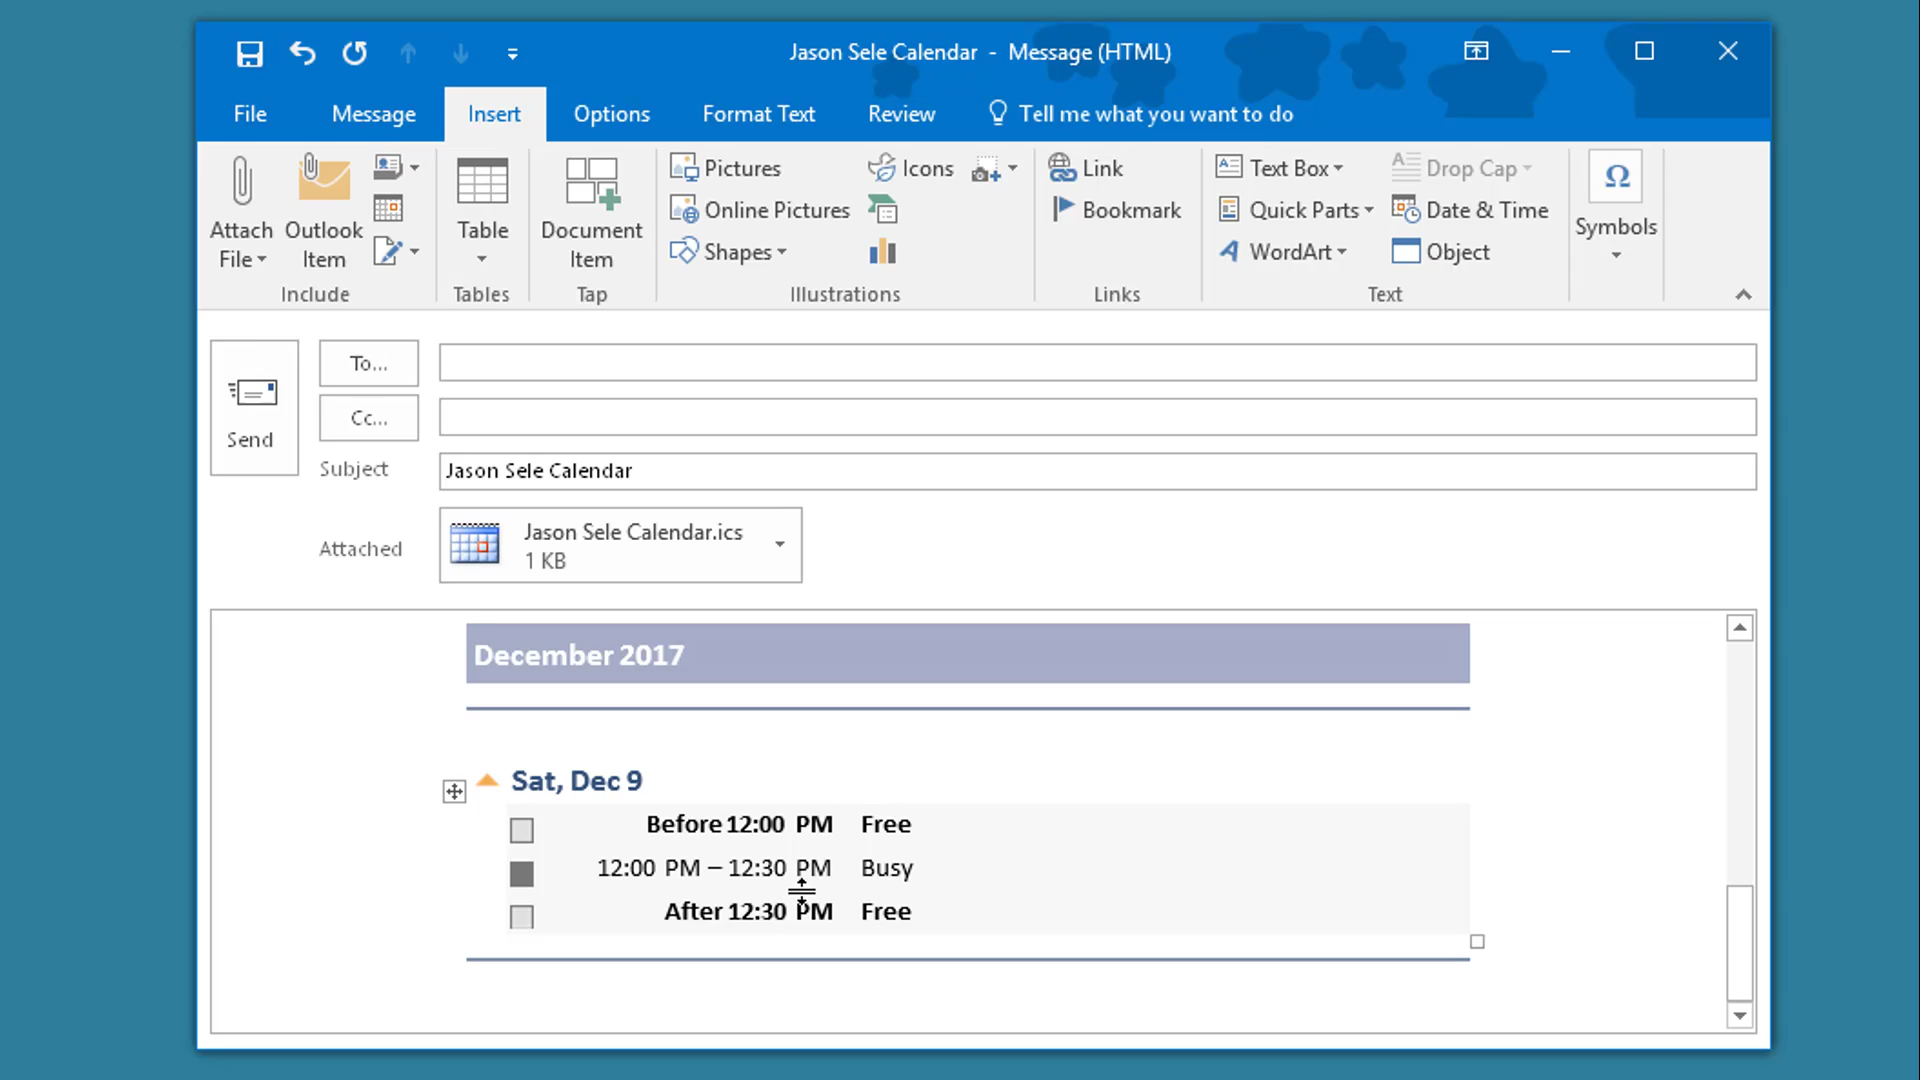 Jason Sele Calendar - Message (HTML)
File Message Insert Options Format Text Review Tell me what you want to do
Attach File
Outlook Item
Table
Document Item
Pictures
Online Pictures
Shapes
Icons
Link
Bookmark
Text Box
Quick Parts
WordArt
Drop Cap
Date & Time
Object
Ω
Symbols
Include Tables Tap Illustrations Links Text
Send
To...
Cc...
Subject Jason Sele Calendar
Attached Jason Sele Calendar.ics
1 KB
December 2017
Sat, Dec 9
Before 12:00 PM Free
12:00 PM – 12:30 PM Busy
After 12:30 PM Free